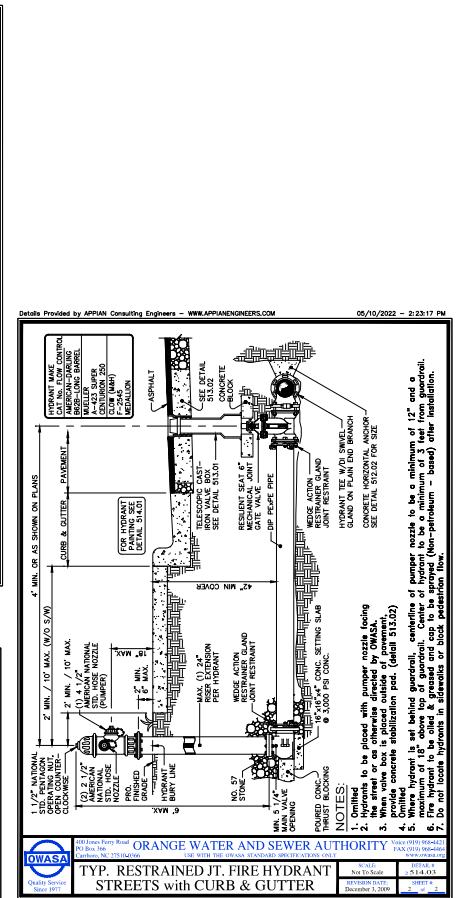 Details Provided by APPIAN Consulting Engineers - WWW.APPIANENGINEERS.COM
05/10/2022 - 2:23:17 PM
HYDRANT MAKE
CAT No. FLOW CONTROL
AMERICAN-DARLING
B62B-LONG BARREL
MUELLER
A-423 SUPER
CENTURION 250
CLOW (M&H)
F-2545
MEDALLION
4' MIN. OR AS SHOWN ON PLANS
2' MIN. / 10' MAX. (W/O S/W)
CURB & GUTTER
PAVEMENT
2' MIN. / 10' MAX.
1 1/2" NATIONAL
STD. PENTAGON
OPERATING NUT,
OPEN COUNTER-
CLOCKWISE
(1) 4 1/2"
AMERICAN NATIONAL
STD. HOSE NOZZLE
(PUMPER)
(2) 2 1/2"
AMERICAN
NATIONAL
STD. HOSE
NOZZLE
PRO.
FINISHED
GRADE
HYDRANT
BURY LINE
18" MAX.
2" MIN.
6" MAX.
6' MAX.
FOR HYDRANT
PAINTING SEE
DETAIL 514.01
ASPHALT
SEE DETAIL
513.02
CONCRETE
BLOCK
TELESCOPIC CAST-
IRON VALVE BOX
SEE DETAIL 513.01
42" MIN COVER
MAX. (1) 24"
RISER EXTENSION
PER HYDRANT
WEDGE ACTION
RESTRAINER GLAND
JOINT RESTRAINT
RESILIENT SEAT 6"
MECHANICAL JOINT
GATE VALVE
DIP PExPE PIPE
NO. 57
STONE
MIN. 5 1/4"
MAIN VALVE
OPENING
POURED CONC.
THRUST BLOCKING
16"x16"x4" CONC. SETTING SLAB
@ 3,000 PSI CONC.
WEDGE ACTION
RESTRAINER GLAND
JOINT RESTRAINT
HYDRANT TEE W/DI SWIVEL
GLAND ON PLAIN END BRANCH
CONCRETE HORIZONTAL ANCHOR
SEE DETAIL 512.02 FOR SIZE
NOTES:
1. Omitted
2. Hydrants to be placed with pumper nozzle facing
the street or as otherwise directed by OWASA.
3. When valve box is placed outside of pavement,
provide concrete stabilization pad. (detail 513.02)
4. Omitted
5. Where hydrant is set behind guardrail, centerline of pumper nozzle to be a minimum of 12" and a
maximum of 18" above top of guardrail. Center of hydrant to be a minimum of 3 feet from guardrail.
6. Fire hydrant to be oiled & greased and cap to be sprayed (Non-petroleum - based) after installation.
7. Do not locate hydrants in sidewalks or block pedestrian flow.
OWASA
Quality Service
Since 1977
400 Jones Ferry Road
PO Box 366
Carrboro, NC 27510-0366
ORANGE WATER AND SEWER AUTHORITY
USE WITH THE OWASA STANDARD SPECIFICATIONS ONLY
Voice (919) 968-4421
FAX (919) 968-4464
www.owasa.org
TYP. RESTRAINED JT. FIRE HYDRANT
STREETS with CURB & GUTTER
SCALE:
Not To Scale
DETAIL #
514.03
REVISION DATE:
December 3, 2009
SHEET #
2 of 2